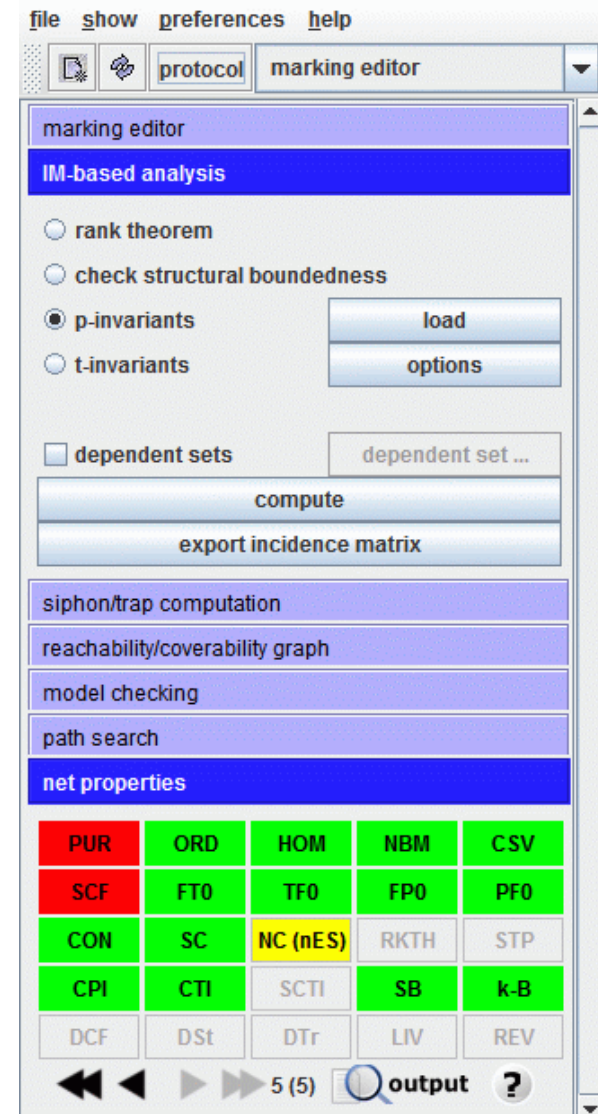 file show preferences help
protocol marking editor
marking editor
IM-based analysis
rank theorem
check structural boundedness
p-invariants load
t-invariants options
dependent sets dependent set ...
compute
export incidence matrix
siphon/trap computation
reachability/coverability graph
model checking
path search
net properties
PUR ORD HOM NBM CSV
SCF FT0 TF0 FP0 PF0
CON SC NC (nES) RKTH STP
CPI CTI SCTI SB k-B
DCF DSt DTr LIV REV
5 (5) output ?